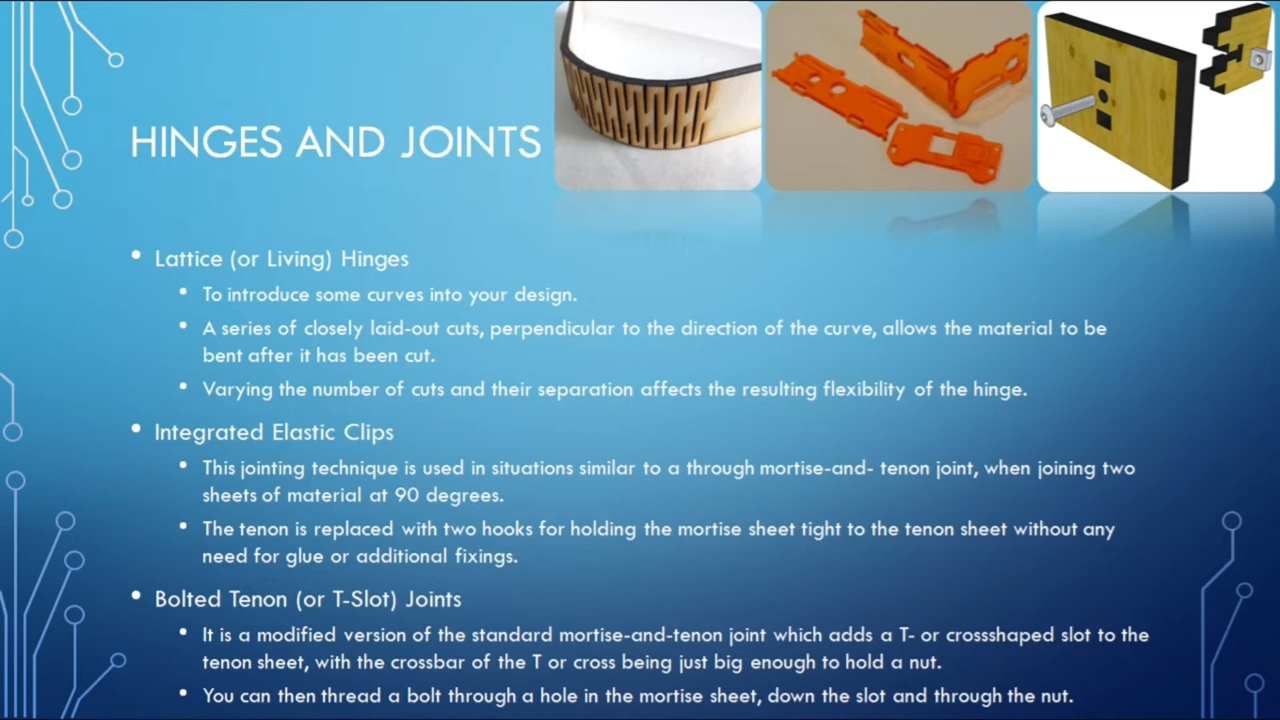 HINGES AND JOINTS
• Lattice (or Living) Hinges
• To introduce some curves into your design.
• A series of closely laid-out cuts, perpendicular to the direction of the curve, allows the material to be
bent after it has been cut.
• Varying the number of cuts and their separation affects the resulting flexibility of the hinge.
• Integrated Elastic Clips
• This jointing technique is used in situations similar to a through mortise-and- tenon joint, when joining two
sheets of material at 90 degrees.
• The tenon is replaced with two hooks for holding the mortise sheet tight to the tenon sheet without any
need for glue or additional fixings.
• Bolted Tenon (or T-Slot) Joints
• It is a modified version of the standard mortise-and-tenon joint which adds a T- or crossshaped slot to the
tenon sheet, with the crossbar of the T or cross being just big enough to hold a nut.
• You can then thread a bolt through a hole in the mortise sheet, down the slot and through the nut.